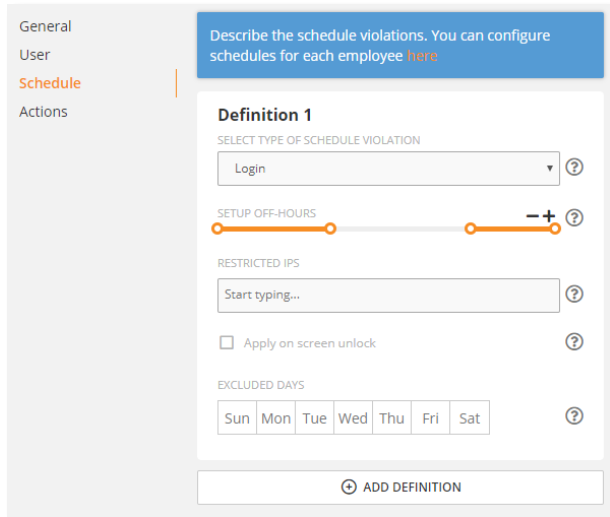 General
User
Schedule
Actions
Describe the schedule violations. You can configure
schedules for each employee here
Definition 1
SELECT TYPE OF SCHEDULE VIOLATION
Login
SETUP OFF-HOURS
RESTRICTED IPS
Start typing...
Apply on screen unlock
EXCLUDED DAYS
Sun Mon Tue Wed Thu Fri Sat
ADD DEFINITION